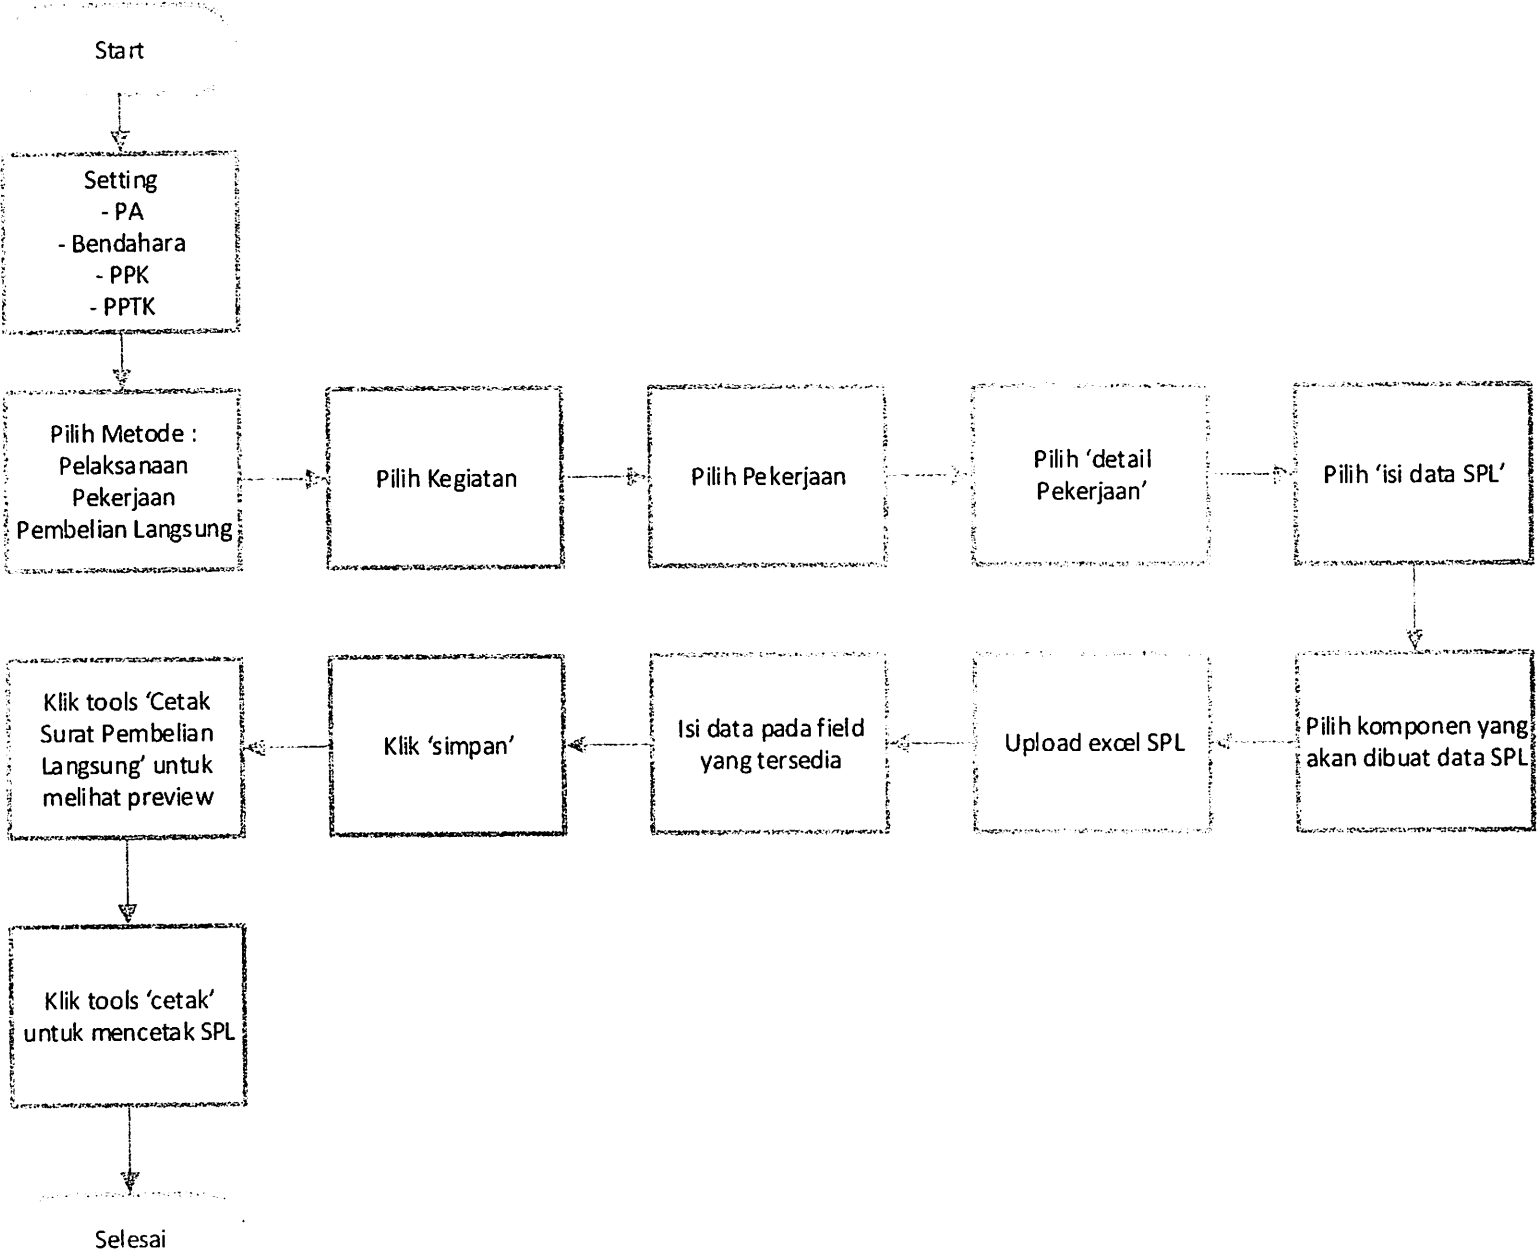 Start
Setting
- PA
- Bendahara
- PPK
- PPTK
Pilih Metode :
Pelaksanaan
Pekerjaan
Pembelian Langsung
Pilih Kegiatan
Pilih Pekerjaan
Pilih ‘detail
Pekerjaan’
Pilih ‘isi data SPL’
Pilih komponen yang
akan dibuat data SPL
Upload excel SPL
Isi data pada field
yang tersedia
Klik ‘simpan’
Klik tools ‘Cetak
Surat Pembelian
Langsung’ untuk
melihat preview
Klik tools ‘cetak’
untuk mencetak SPL
Selesai